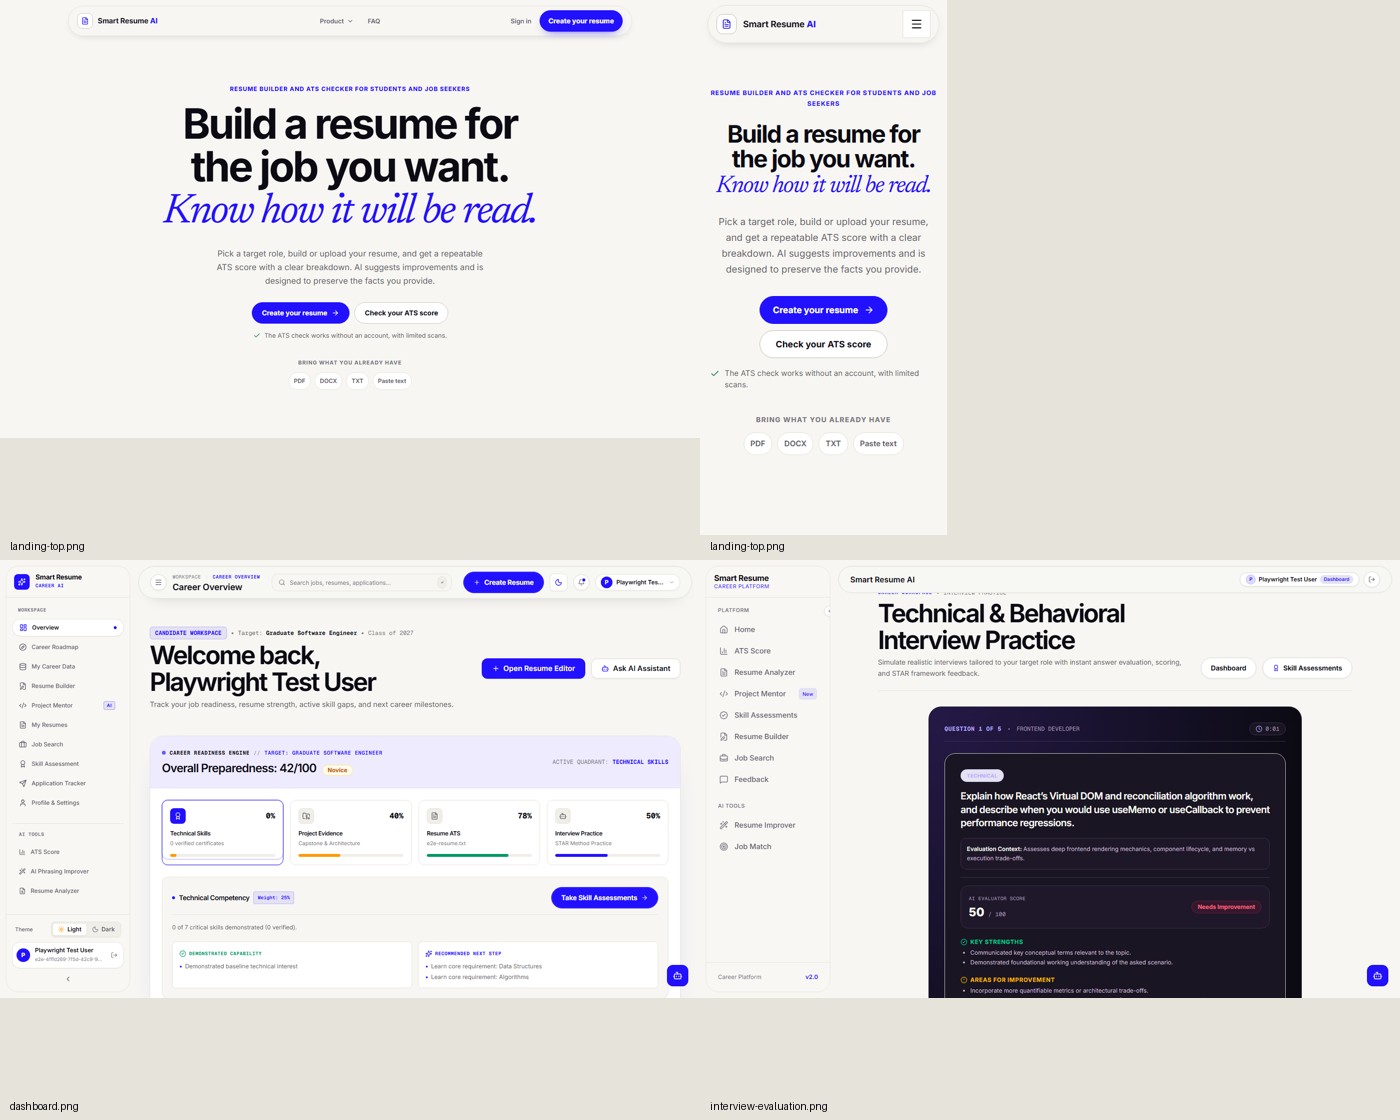 Smart Resume AI
Product
FAQ
Sign in
Create your resume
RESUME BUILDER AND ATS CHECKER FOR STUDENTS AND JOB SEEKERS
Build a resume for
the job you want.
Know how it will be read.
Pick a target role, build or upload your resume, and get a repeatable
ATS score with a clear breakdown. AI suggests improvements and is
designed to preserve the facts you provide.
Create your resume
Check your ATS score
The ATS check works without an account, with limited scans.
BRING WHAT YOU ALREADY HAVE
PDF
DOCX
TXT
Paste text
landing-top.png
Smart Resume AI
RESUME BUILDER AND ATS CHECKER FOR STUDENTS AND JOB
SEEKERS
Build a resume for
the job you want.
Know how it will be read.
Pick a target role, build or upload your resume,
and get a repeatable ATS score with a clear
breakdown. AI suggests improvements and is
designed to preserve the facts you provide.
Create your resume
Check your ATS score
The ATS check works without an account, with limited
scans.
BRING WHAT YOU ALREADY HAVE
PDF
DOCX
TXT
Paste text
landing-top.png
Smart Resume
CAREER AI
WORKSPACE
Overview
Career Roadmap
My Career Data
Resume Builder
Project Mentor
AI
My Resumes
Job Search
Skill Assessment
Application Tracker
Profile & Settings
AI TOOLS
ATS Score
AI Phrasing Improver
Resume Analyzer
Theme
Light
Dark
P
Playwright Test User
WORKSPACE
CAREER OVERVIEW
Career Overview
Search jobs, resumes, applications...
Create Resume
P
Playwright Tes...
CANDIDATE WORKSPACE
• Target: Graduate Software Engineer • Class of 2027
Welcome back,
Playwright Test User
Track your job readiness, resume strength, active skill gaps, and next career milestones.
Open Resume Editor
Ask AI Assistant
CAREER READINESS ENGINE // TARGET: GRADUATE SOFTWARE ENGINEER
Overall Preparedness: 42/100
Novice
ACTIVE QUADRANT: TECHNICAL SKILLS
0%
Technical Skills
0 verified certificates
40%
Project Evidence
Capstone & Architecture
78%
Resume ATS
e2e-resume.txt
50%
Interview Practice
STAR Method Practice
Technical Competency
Weight: 25%
Take Skill Assessments
0 of 7 critical skills demonstrated (0 verified).
DEMONSTRATED CAPABILITY
• Demonstrated baseline technical interest
RECOMMENDED NEXT STEP
• Learn core requirement: Data Structures
• Learn core requirement: Algorithms
dashboard.png
Smart Resume
CAREER PLATFORM
PLATFORM
Home
ATS Score
Resume Analyzer
Project Mentor
New
Skill Assessments
Resume Builder
Job Search
Feedback
AI TOOLS
Resume Improver
Job Match
Career Platform
v2.0
Smart Resume AI
P
Playwright Test User
Dashboard
Technical & Behavioral
Interview Practice
Simulate realistic interviews tailored to your target role with instant answer evaluation, scoring,
and STAR framework feedback.
Dashboard
Skill Assessments
QUESTION 1 OF 5 • FRONTEND DEVELOPER
0:01
TECHNICAL
Explain how React's Virtual DOM and reconciliation algorithm work,
and describe when you would use useMemo or useCallback to prevent
performance regressions.
Evaluation Context: Assesses deep frontend rendering mechanics, component lifecycle, and memory vs
execution trade-offs.
AI EVALUATOR SCORE
50 / 100
Needs Improvement
KEY STRENGTHS
• Communicated key conceptual terms relevant to the topic.
• Demonstrated foundational working understanding of the asked scenario.
AREAS FOR IMPROVEMENT
• Incorporate more quantifiable metrics or architectural trade-offs.
interview-evaluation.png